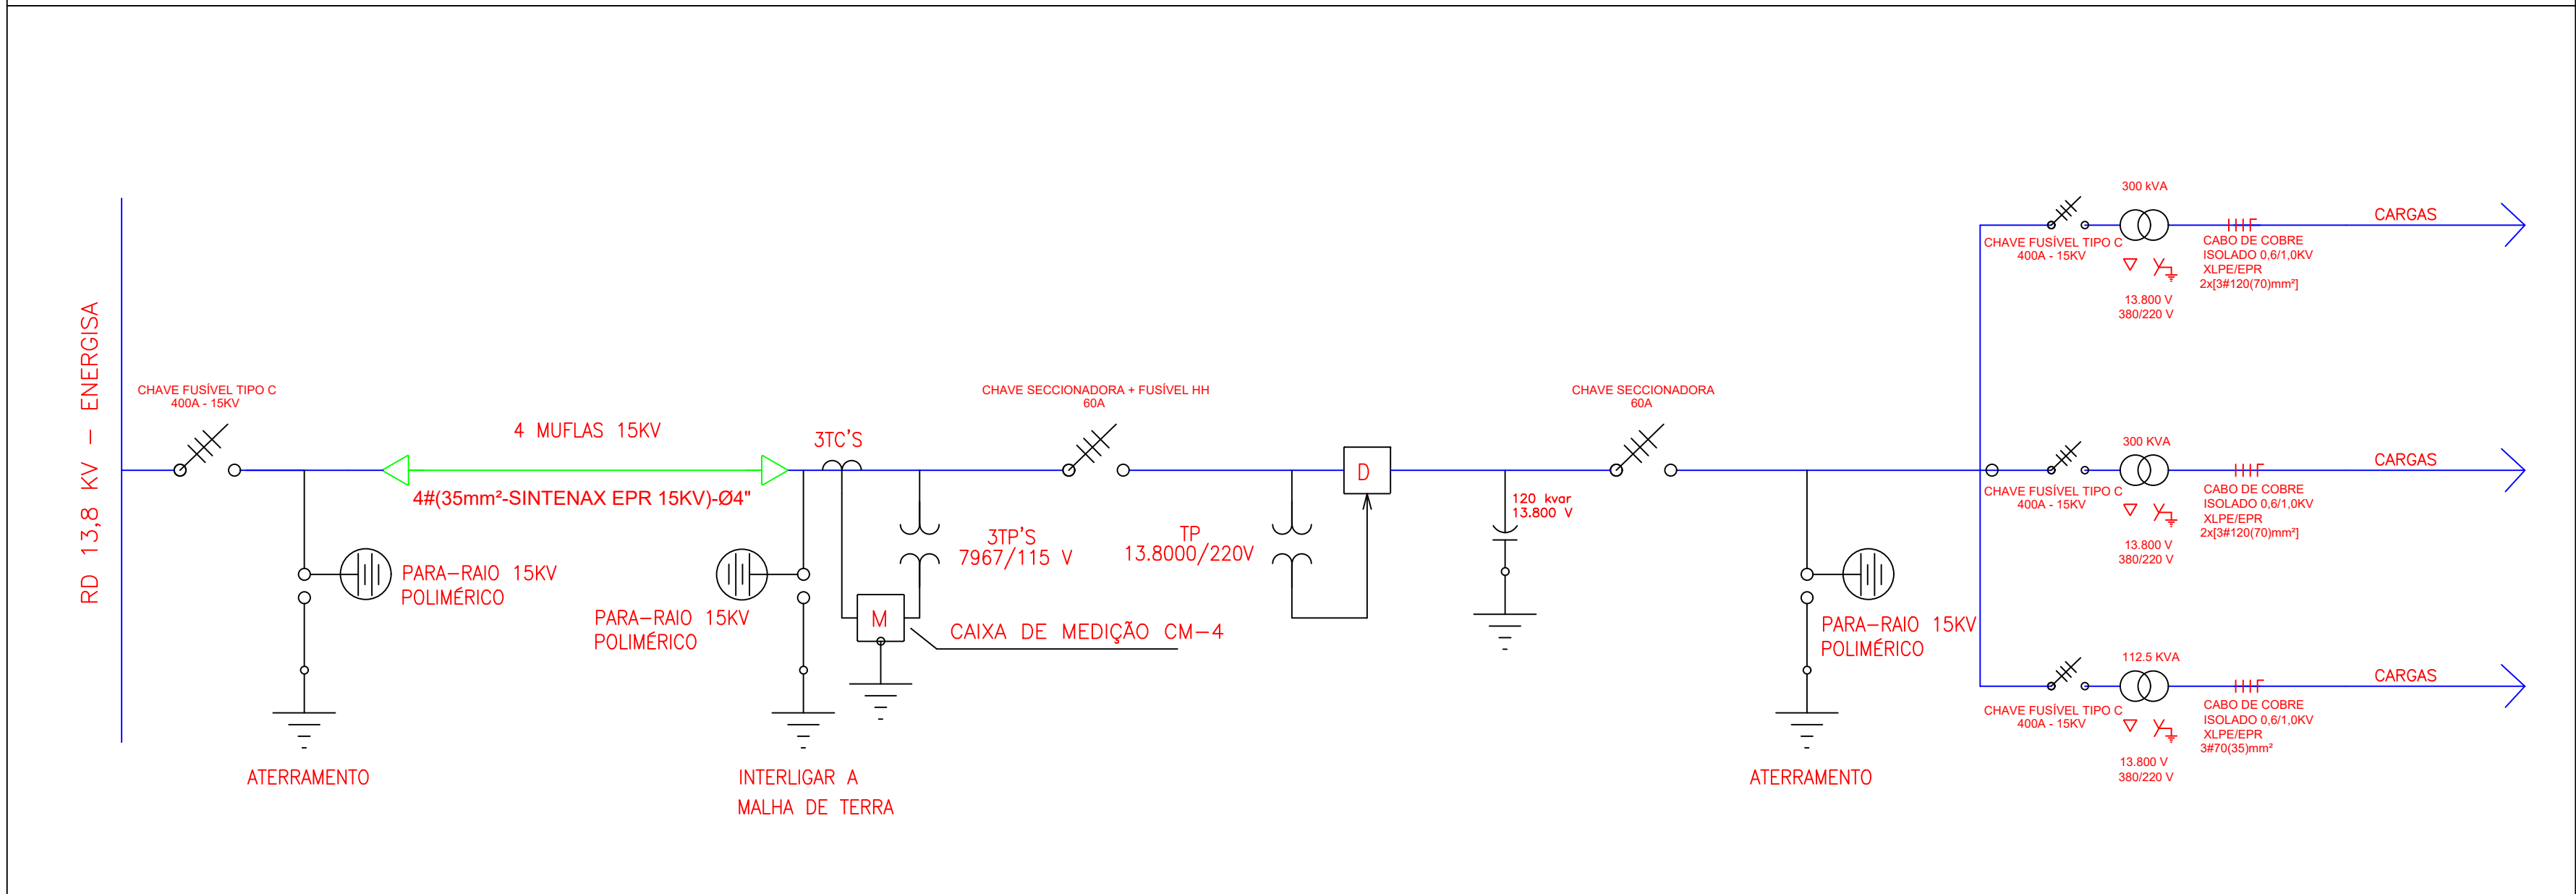 RD 13,8 KV - ENERGISA
CHAVE FUSÍVEL TIPO C
400A - 15KV
PARA-RAIO 15KV
POLIMÉRICO
ATERRAMENTO
4 MUFLAS 15KV
4#(35mm²-SINTENAX EPR 15KV)-Ø4"
PARA-RAIO 15KV
POLIMÉRICO
INTERLIGAR A
MALHA DE TERRA
3TC'S
M
3TP'S
7967/115 V
CAIXA DE MEDIÇÃO CM-4
CHAVE SECCIONADORA + FUSÍVEL HH
60A
TP
13.8000/220V
D
120 kvar
13.800 V
CHAVE SECCIONADORA
60A
PARA-RAIO 15KV
POLIMÉRICO
ATERRAMENTO
300 kVA
CHAVE FUSÍVEL TIPO C
400A - 15KV
13.800 V
380/220 V
CABO DE COBRE
ISOLADO 0,6/1,0KV
XLPE/EPR
2x[3#120(70)mm²]
CARGAS
300 KVA
CHAVE FUSÍVEL TIPO C
400A - 15KV
13.800 V
380/220 V
CABO DE COBRE
ISOLADO 0,6/1,0KV
XLPE/EPR
2x[3#120(70)mm²]
CARGAS
112.5 KVA
CHAVE FUSÍVEL TIPO C
400A - 15KV
13.800 V
380/220 V
CABO DE COBRE
ISOLADO 0,6/1,0KV
XLPE/EPR
3#70(35)mm²
CARGAS